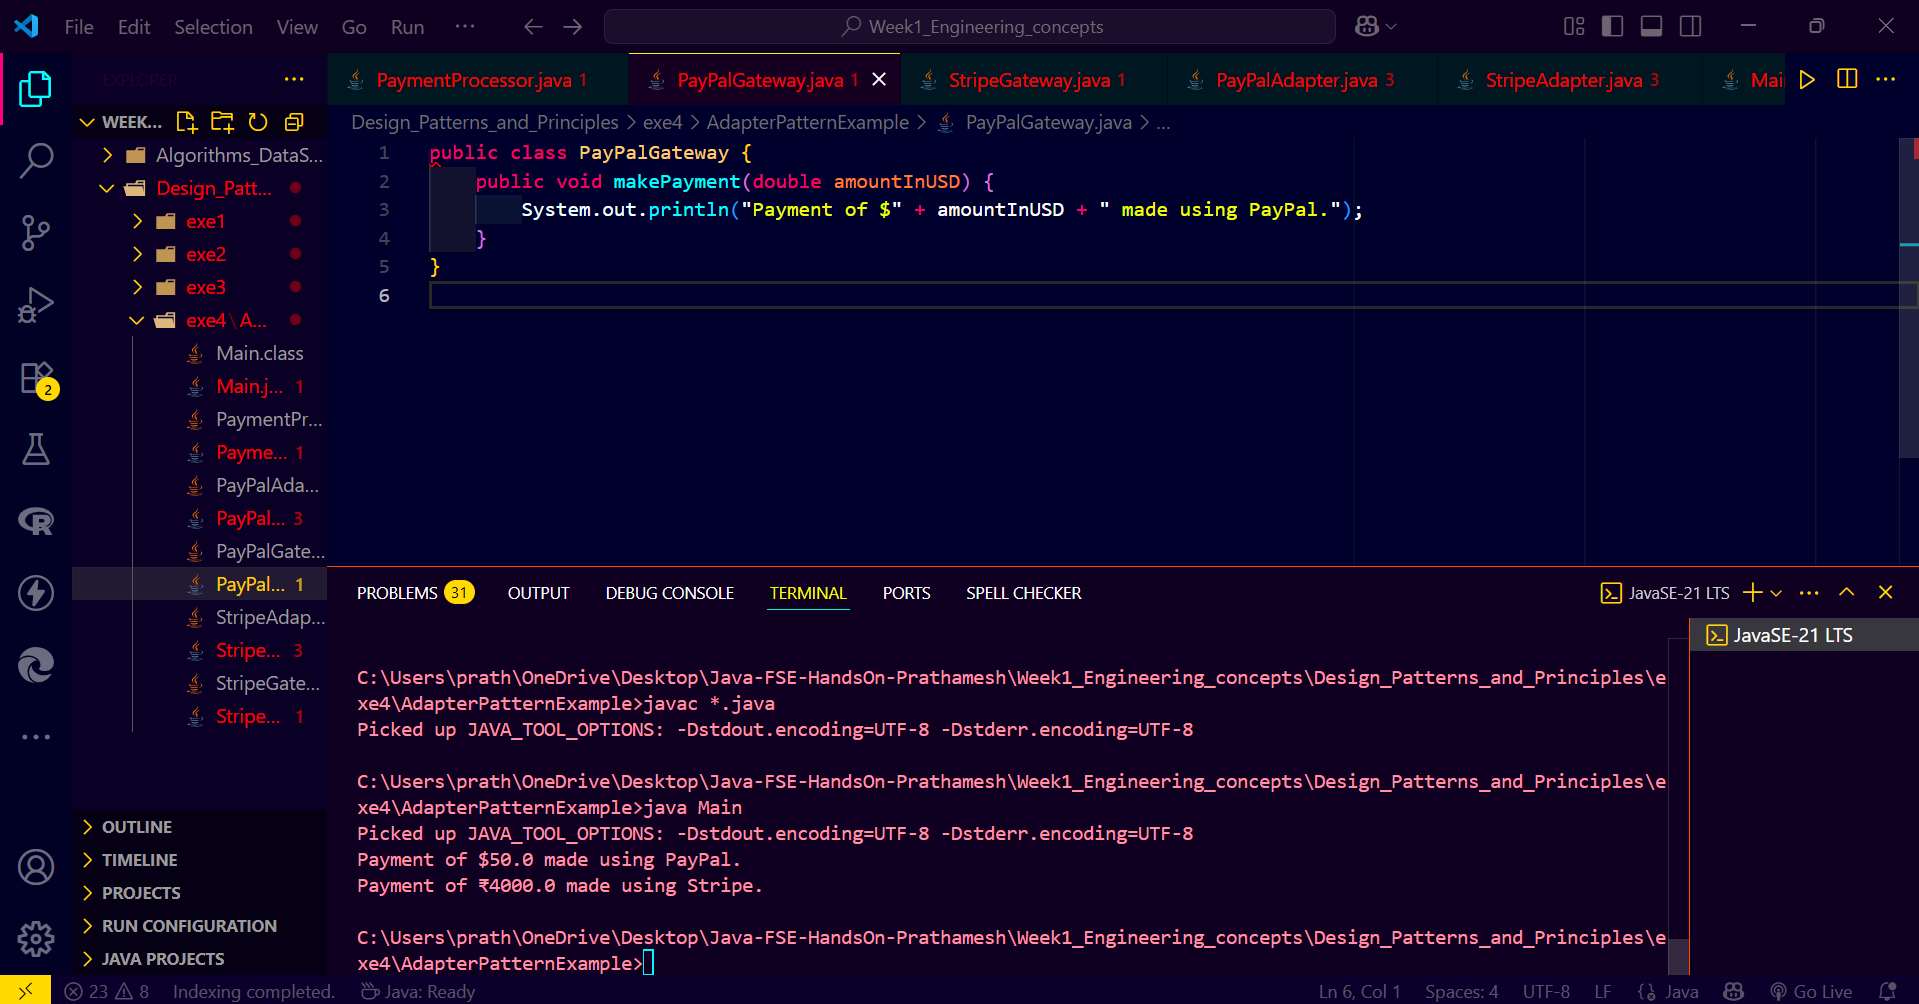 File Edit Selection View Go Run ··· Week1_Engineering_concepts
EXPLORER ···
PaymentProcessor.java 1 PayPalGateway.java 1 StripeGateway.java 1 PayPalAdapter.java 3 StripeAdapter.java 3 Mai ···
WEEK...
Design_Patterns_and_Principles > exe4 > AdapterPatternExample > PayPalGateway.java > ...
Algorithms_DataS...
Design_Patt...
exe1
exe2
exe3
exe4\A...
Main.class
Main.j... 1
PaymentPr...
Payme... 1
PayPalAda...
PayPal... 3
PayPalGate...
PayPal... 1
StripeAdap...
Stripe... 3
StripeGate...
Stripe... 1
2
OUTLINE
TIMELINE
PROJECTS
RUN CONFIGURATION
JAVA PROJECTS
1 public class PayPalGateway {
2 public void makePayment(double amountInUSD) {
3 System.out.println("Payment of $" + amountInUSD + " made using PayPal.");
4 }
5 }
6
PROBLEMS 31 OUTPUT DEBUG CONSOLE TERMINAL PORTS SPELL CHECKER JavaSE-21 LTS ···
JavaSE-21 LTS
C:\Users\prath\OneDrive\Desktop\Java-FSE-HandsOn-Prathamesh\Week1_Engineering_concepts\Design_Patterns_and_Principles\e
xe4\AdapterPatternExample>javac *.java
Picked up JAVA_TOOL_OPTIONS: -Dstdout.encoding=UTF-8 -Dstderr.encoding=UTF-8
C:\Users\prath\OneDrive\Desktop\Java-FSE-HandsOn-Prathamesh\Week1_Engineering_concepts\Design_Patterns_and_Principles\e
xe4\AdapterPatternExample>java Main
Picked up JAVA_TOOL_OPTIONS: -Dstdout.encoding=UTF-8 -Dstderr.encoding=UTF-8
Payment of $50.0 made using PayPal.
Payment of ₹4000.0 made using Stripe.
C:\Users\prath\OneDrive\Desktop\Java-FSE-HandsOn-Prathamesh\Week1_Engineering_concepts\Design_Patterns_and_Principles\e
xe4\AdapterPatternExample>
23 8 Indexing completed. Java: Ready Ln 6, Col 1 Spaces: 4 UTF-8 LF {} Java Go Live